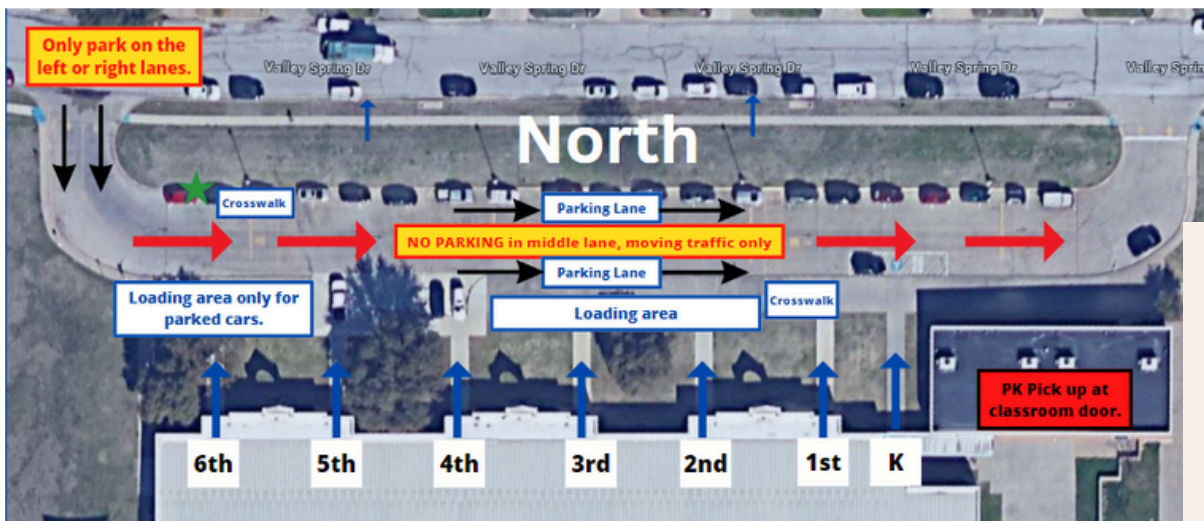 Only park on the
left or right lanes.
Valley Spring Dr
Valley Spring Dr
Valley Spring Dr
Valley Spring Dr
Valley Spring Dr
North
Crosswalk
Parking Lane
NO PARKING in middle lane, moving traffic only
Parking Lane
Loading area only for
parked cars.
Loading area
Crosswalk
PK Pick up at
classroom door.
6th
5th
4th
3rd
2nd
1st
K